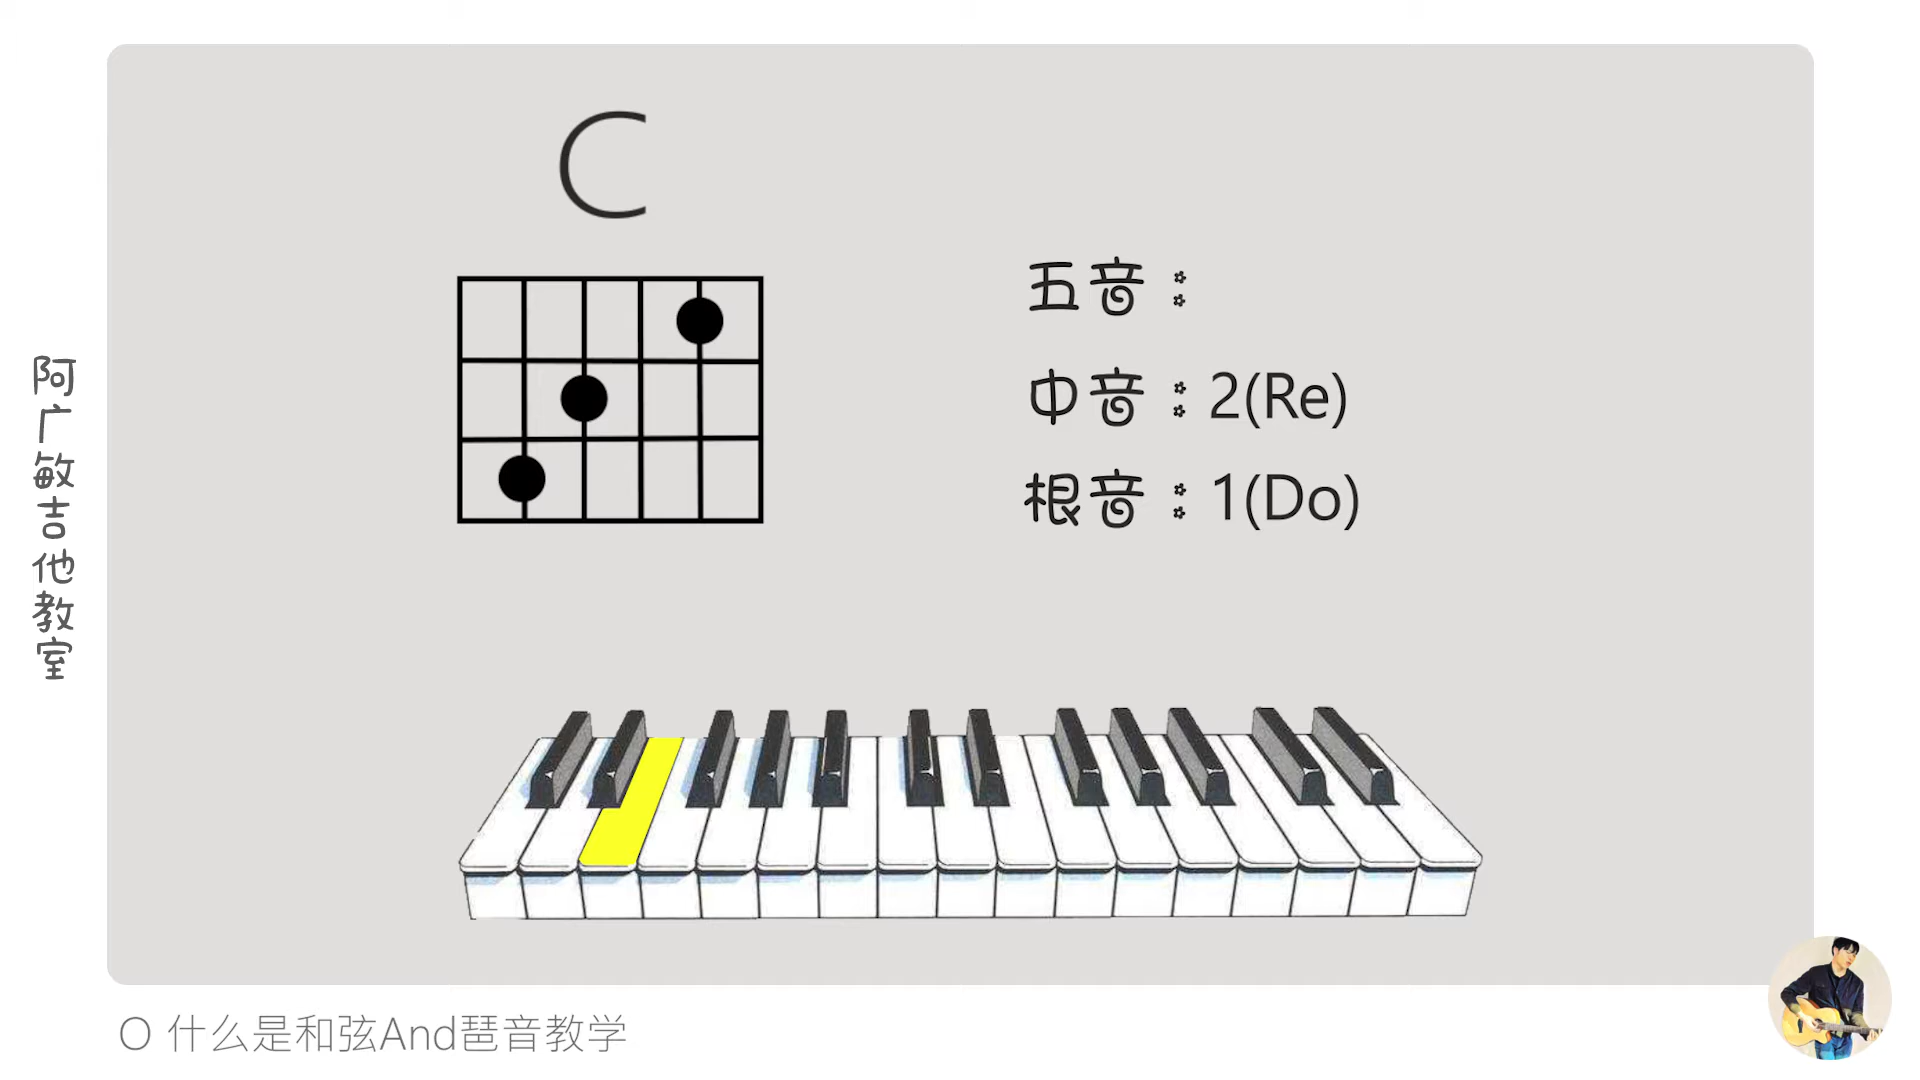 C
五音：
中音：2(Re)
根音：1(Do)
阿广敏吉他教室
O 什么是和弦And琶音教学